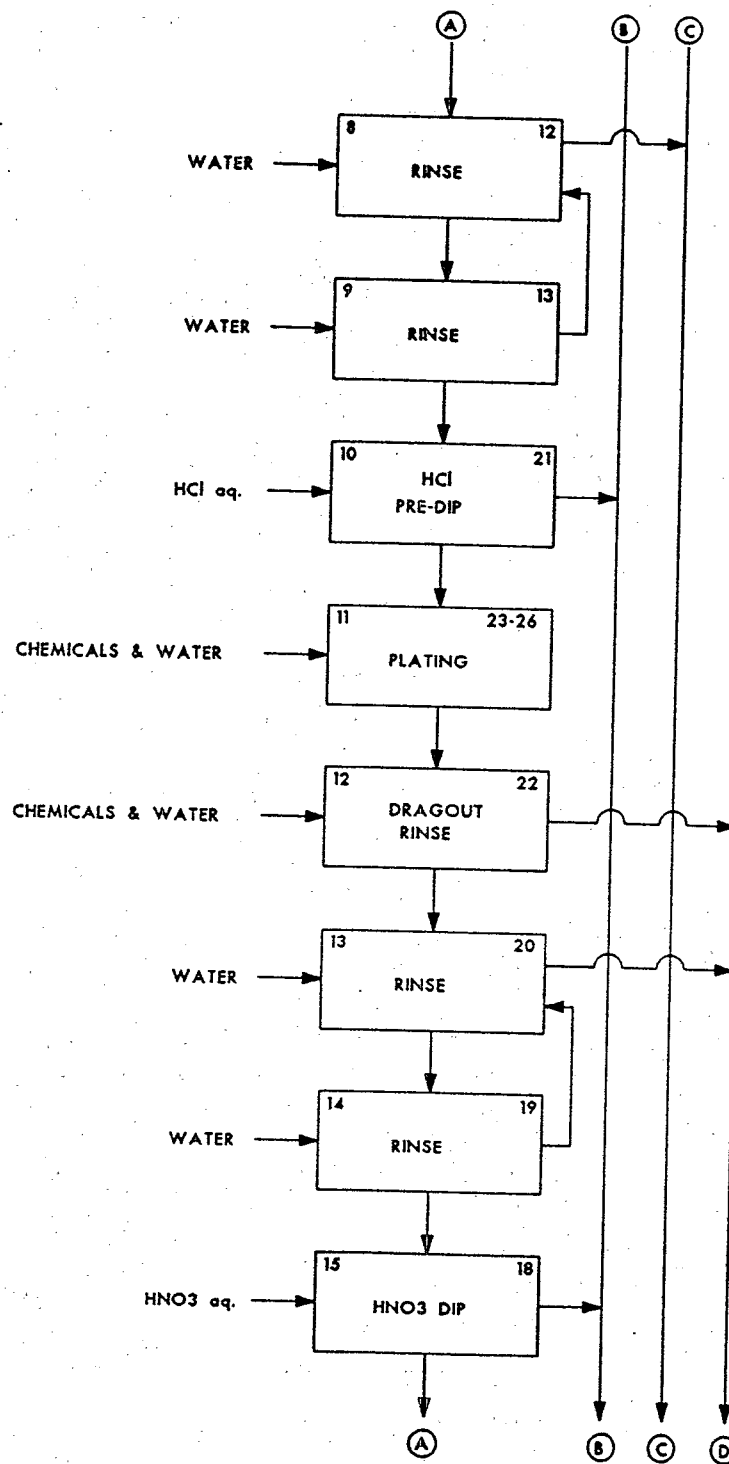 A B C
8 12
WATER RINSE
9 13
WATER RINSE
10 21
HCl
HCl aq.
PRE-DIP
11 23-26
CHEMICALS & WATER PLATING
12 22
CHEMICALS & WATER DRAGOUT
RINSE
13 20
WATER RINSE
14 19
WATER RINSE
15 18
HNO3 aq. HNO3 DIP
A B C D